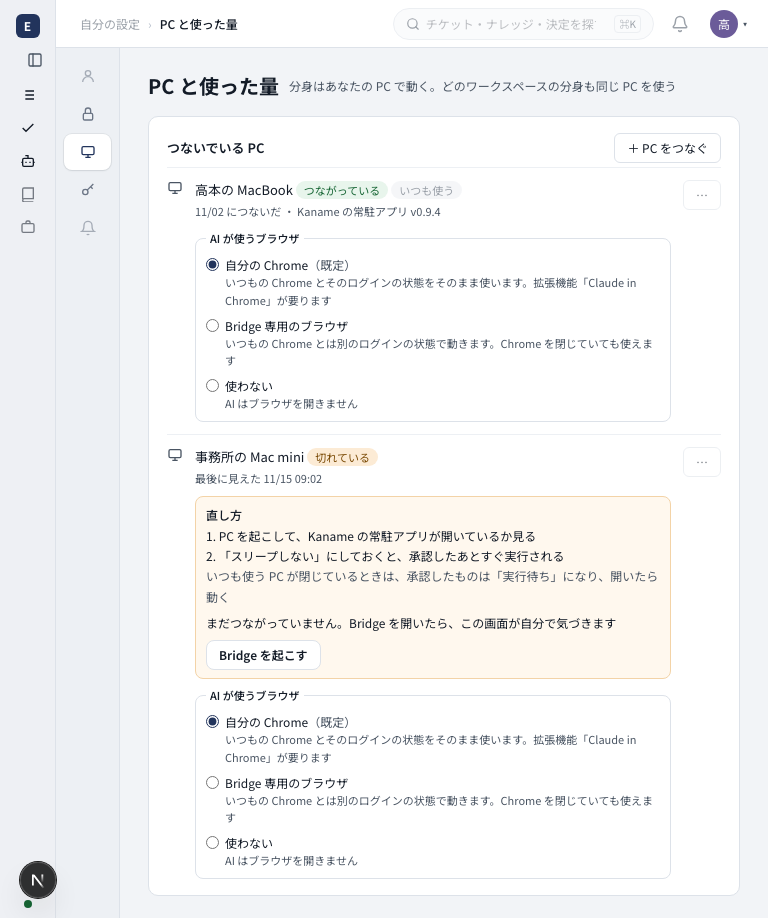 E
自分の設定 › PC と使った量
チケット・ナレッジ・決定を探
⌘K
高
PC と使った量 分身はあなたの PC で動く。どのワークスペースの分身も同じ PC を使う
つないでいる PC
＋ PC をつなぐ
高本の MacBook つながっている いつも使う
...
11/02 につないだ ・ Kaname の常駐アプリ v0.9.4
AI が使うブラウザ
自分の Chrome（既定）
いつもの Chrome とそのログインの状態をそのまま使います。拡張機能「Claude in
Chrome」が要ります
Bridge 専用のブラウザ
いつもの Chrome とは別のログインの状態で動きます。Chrome を閉じていても使えま
す
使わない
AI はブラウザを開きません
事務所の Mac mini 切れている
...
最後に見えた 11/15 09:02
直し方
1. PC を起こして、Kaname の常駐アプリが開いているか見る
2. 「スリープしない」にしておくと、承認したあとすぐ実行される
いつも使う PC が閉じているときは、承認したものは「実行待ち」になり、開いたら
動く
まだつながっていません。Bridge を開いたら、この画面が自分で気づきます
Bridge を起こす
AI が使うブラウザ
自分の Chrome（既定）
いつもの Chrome とそのログインの状態をそのまま使います。拡張機能「Claude in
Chrome」が要ります
Bridge 専用のブラウザ
いつもの Chrome とは別のログインの状態で動きます。Chrome を閉じていても使えま
す
使わない
AI はブラウザを開きません
N